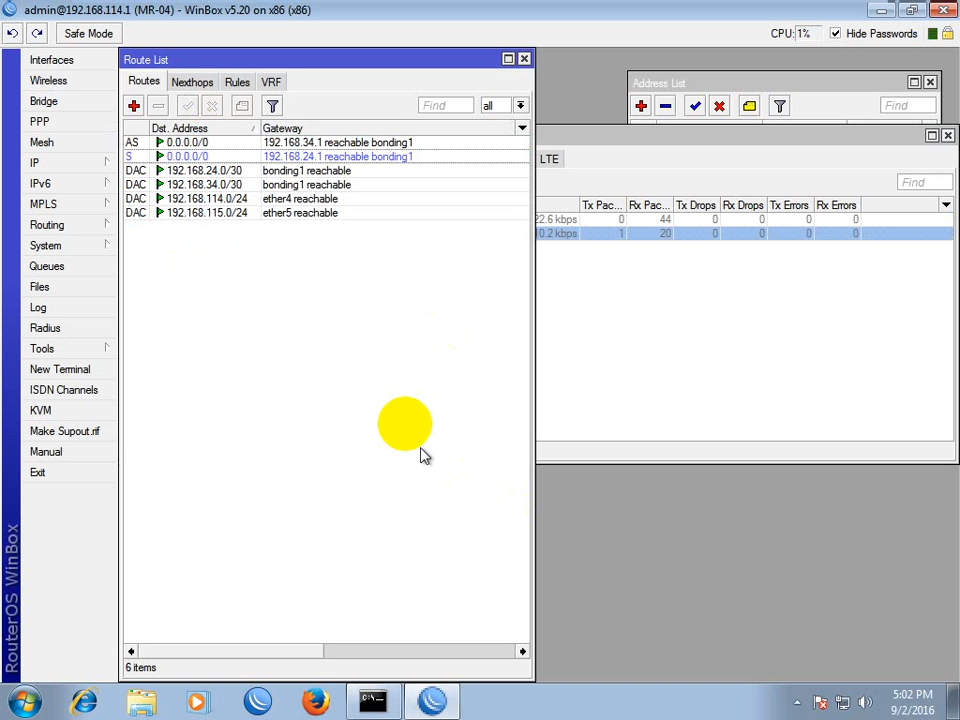 admin@192.168.114.1 (MR-04) - WinBox v5.20 on x86 (x86)
Safe Mode
CPU: 1%
Hide Passwords
Interfaces
Wireless
Bridge
PPP
Mesh
IP
IPv6
MPLS
Routing
System
Queues
Files
Log
Radius
Tools
New Terminal
ISDN Channels
KVM
Make Supout.rif
Manual
Exit
RouterOS WinBox
Route List
Routes Nexthops Rules VRF
Find all
Dst. Address / Gateway
AS 0.0.0.0/0 192.168.34.1 reachable bonding1
S 0.0.0.0/0 192.168.24.1 reachable bonding1
DAC 192.168.24.0/30 bonding1 reachable
DAC 192.168.34.0/30 bonding1 reachable
DAC 192.168.114.0/24 ether4 reachable
DAC 192.168.115.0/24 ether5 reachable
6 items
Address List
Find
LTE
Find
Tx Pac... Rx Pac... Tx Drops Rx Drops Tx Errors Rx Errors
22.6 kbps 0 44 0 0 0 0
10.2 kbps 1 20 0 0 0 0
C:\.
5:02 PM
9/2/2016